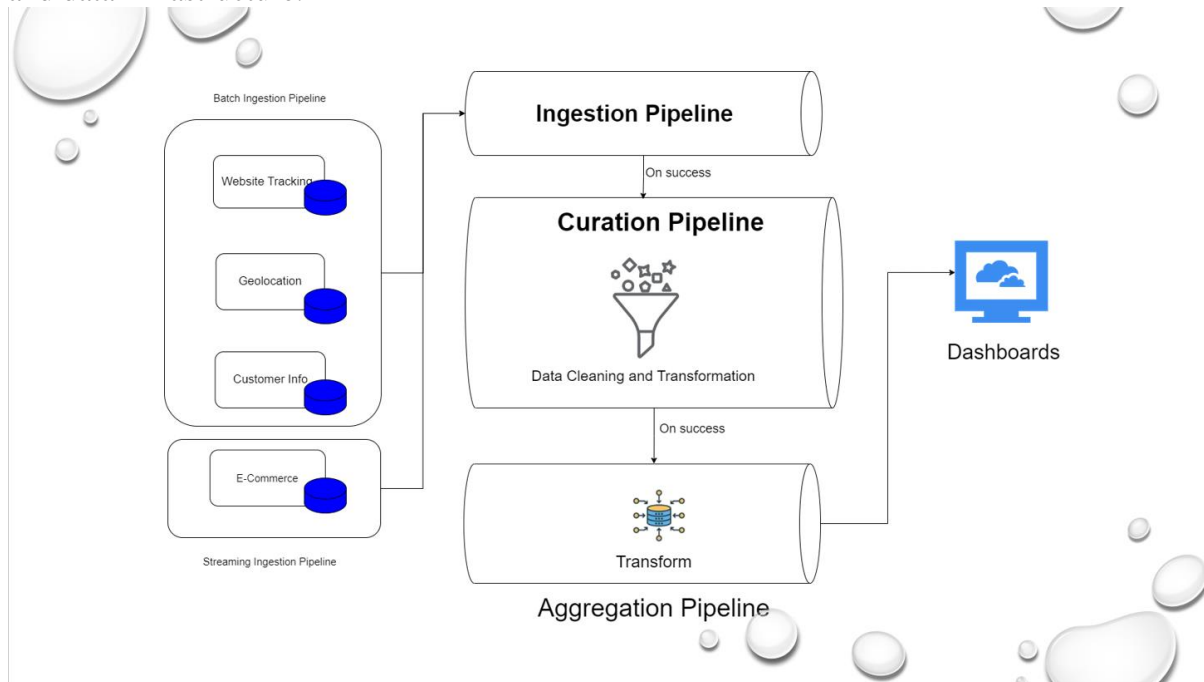 Batch Ingestion Pipeline
Website Tracking
Geolocation
Customer Info
E-Commerce
Streaming Ingestion Pipeline
Ingestion Pipeline
On success
Curation Pipeline
Data Cleaning and Transformation
On success
Transform
Aggregation Pipeline
Dashboards